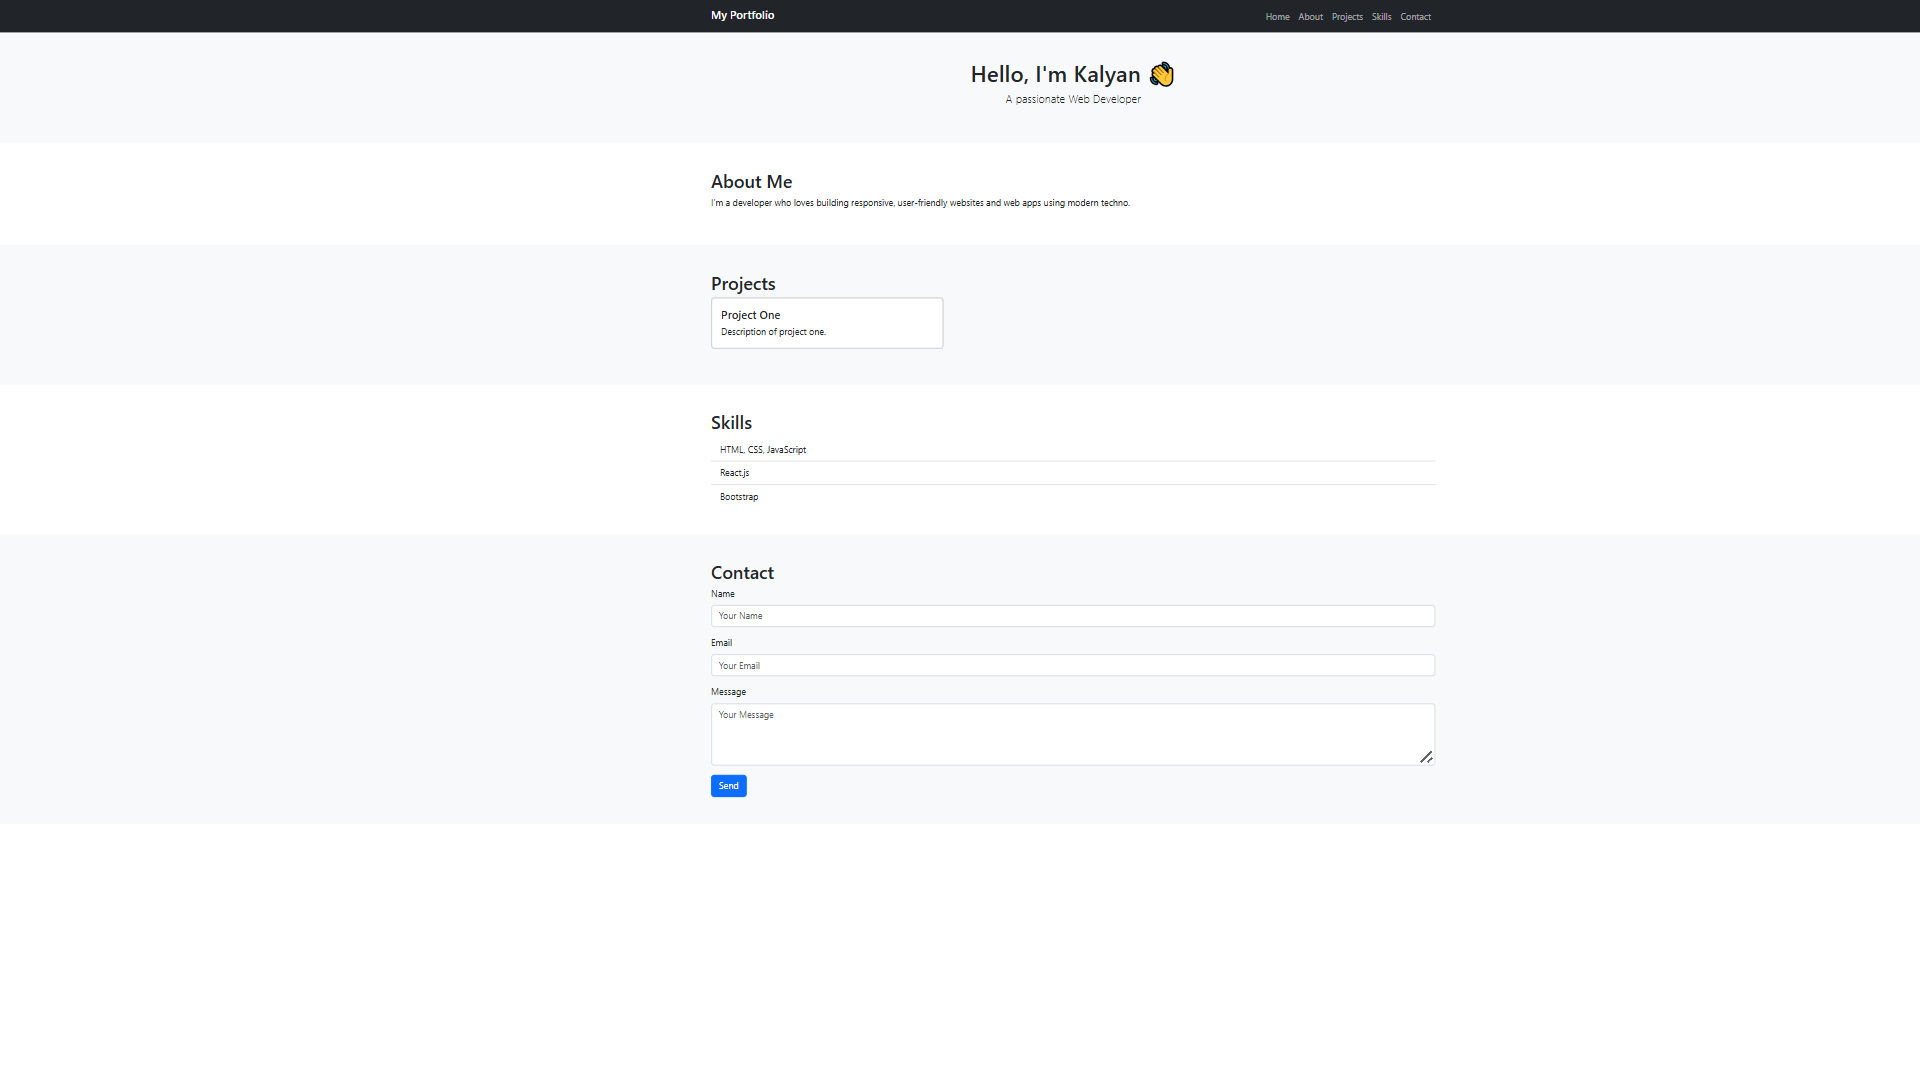 My Portfolio
Home About Projects Skills Contact
Hello, I'm Kalyan 👋
A passionate Web Developer
About Me
I'm a developer who loves building responsive, user-friendly websites and web apps using modern techno.
Projects
Project One
Description of project one.
Skills
HTML, CSS, JavaScript
React.js
Bootstrap
Contact
Name
Your Name
Email
Your Email
Message
Your Message
Send